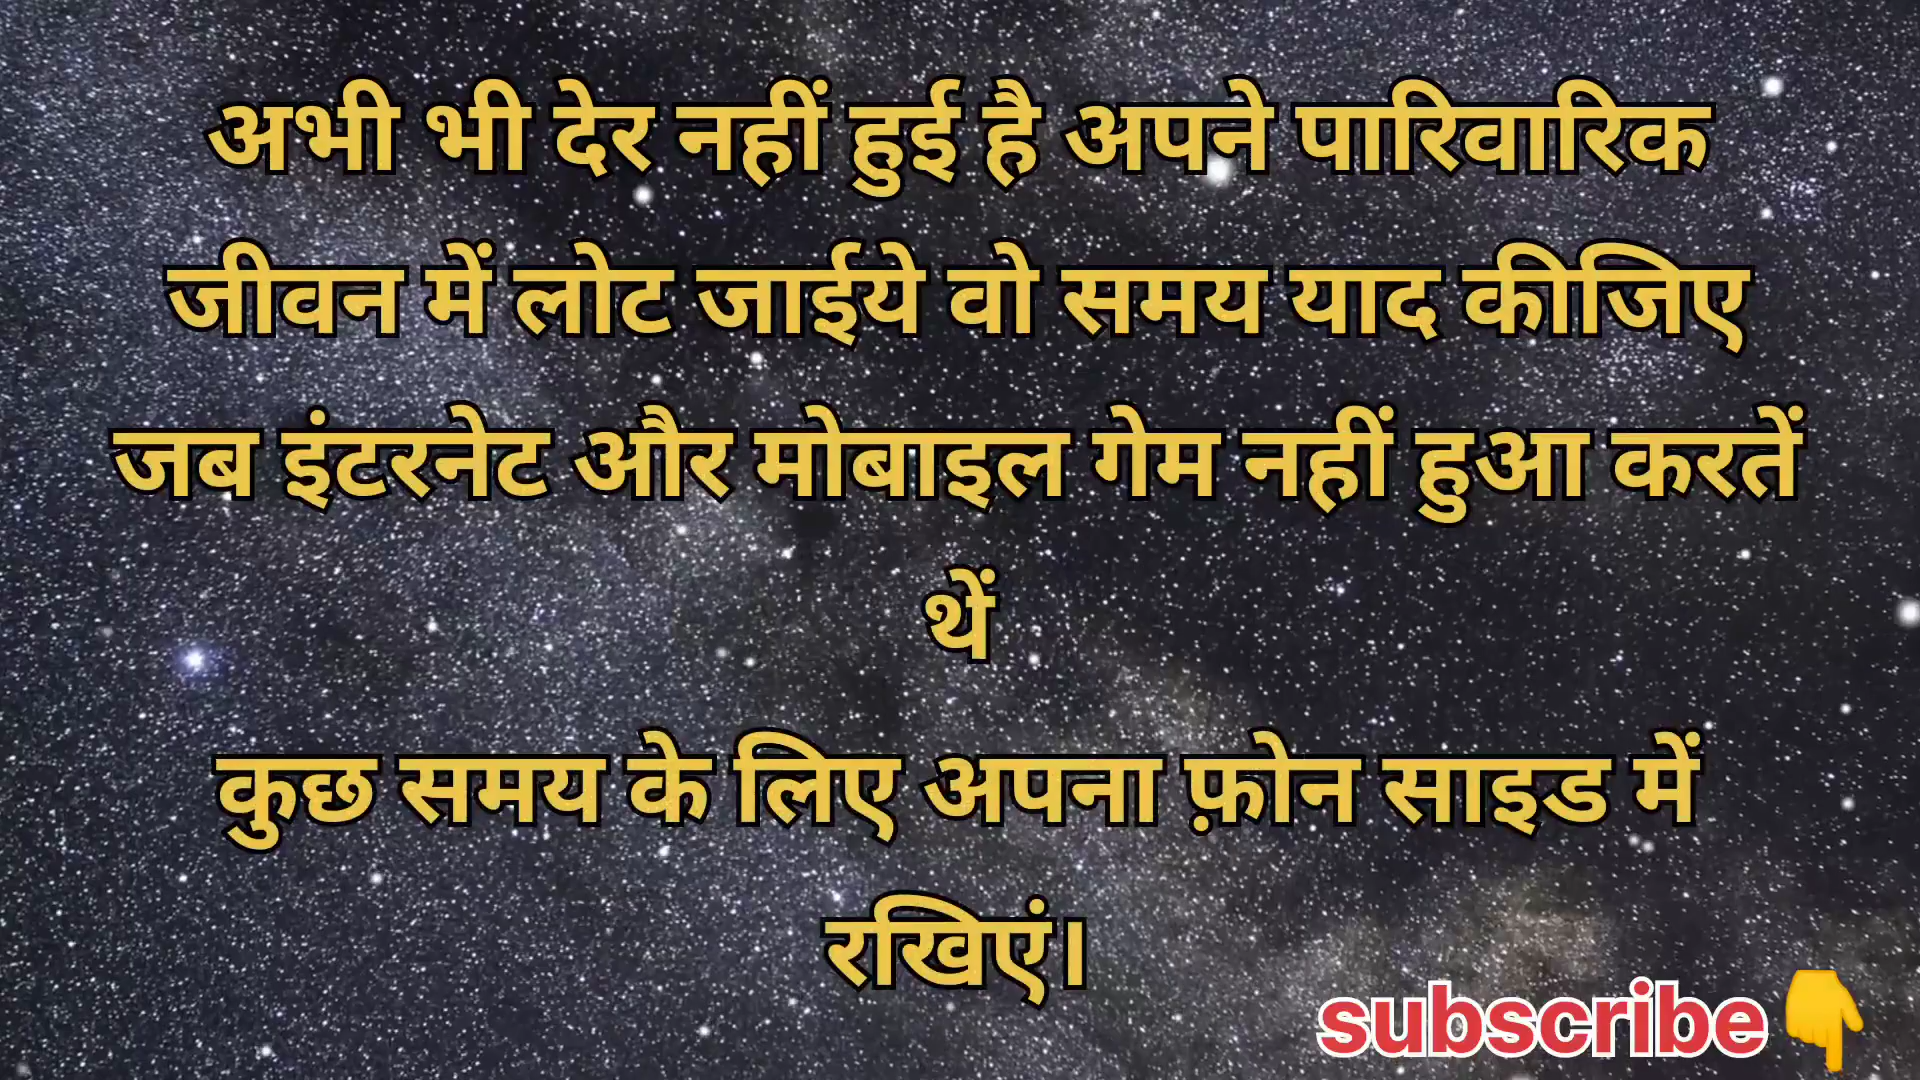 अभी भी देर नहीं हुई है अपने पारिवारिक
जीवन में लोट जाईये वो समय याद कीजिए
जब इंटरनेट और मोबाइल गेम नहीं हुआ करतें
थें
कुछ समय के लिए अपना फ़ोन साइड में
रखिएं।
subscribe👇